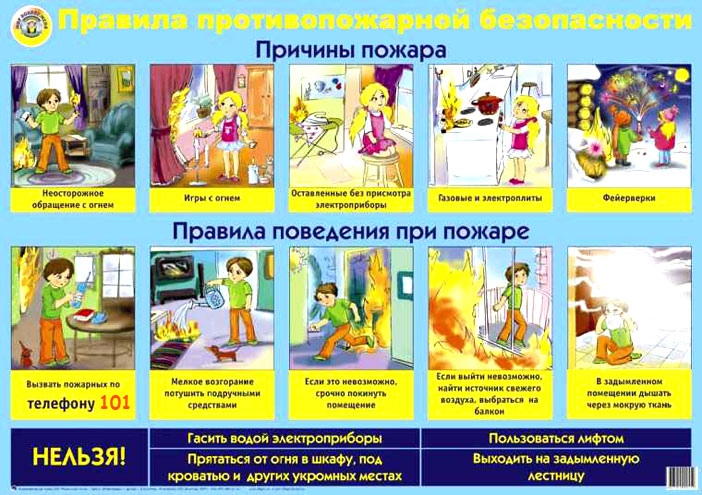 Правила противопожарной безопасности
Причины пожара
Неосторожное
обращение с огнем
Игры с огнем
Оставленные без присмотра
электроприборы
Газовые и электроплиты
Фейерверки
Правила поведения при пожаре
Вызвать пожарных по
телефону 101
Мелкое возгорание
потушить подручными
средствами
Если это невозможно,
срочно покинуть
помещение
Если выйти невозможно,
найти источник свежего
воздуха, выбраться на
балкон
В задымленном
помещении дышать
через мокрую ткань
НЕЛЬЗЯ!
Гасить водой электроприборы
Пользоваться лифтом
Прятаться от огня в шкафу, под
кроватью и других укромных местах
Выходить на задымленную
лестницу